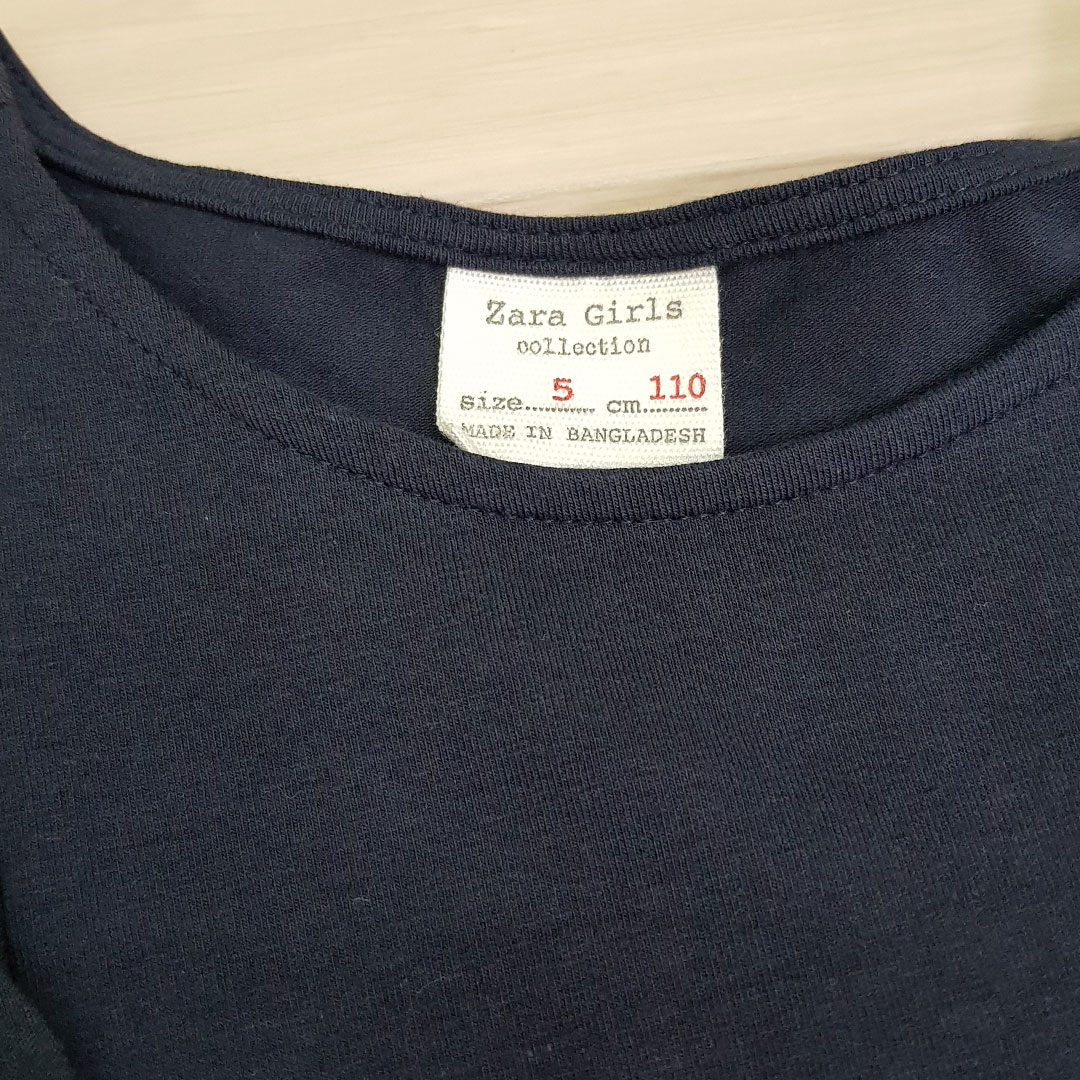 Zara Girls
collection
size............ 5 cm.......... 110
MADE IN BANGLADESH